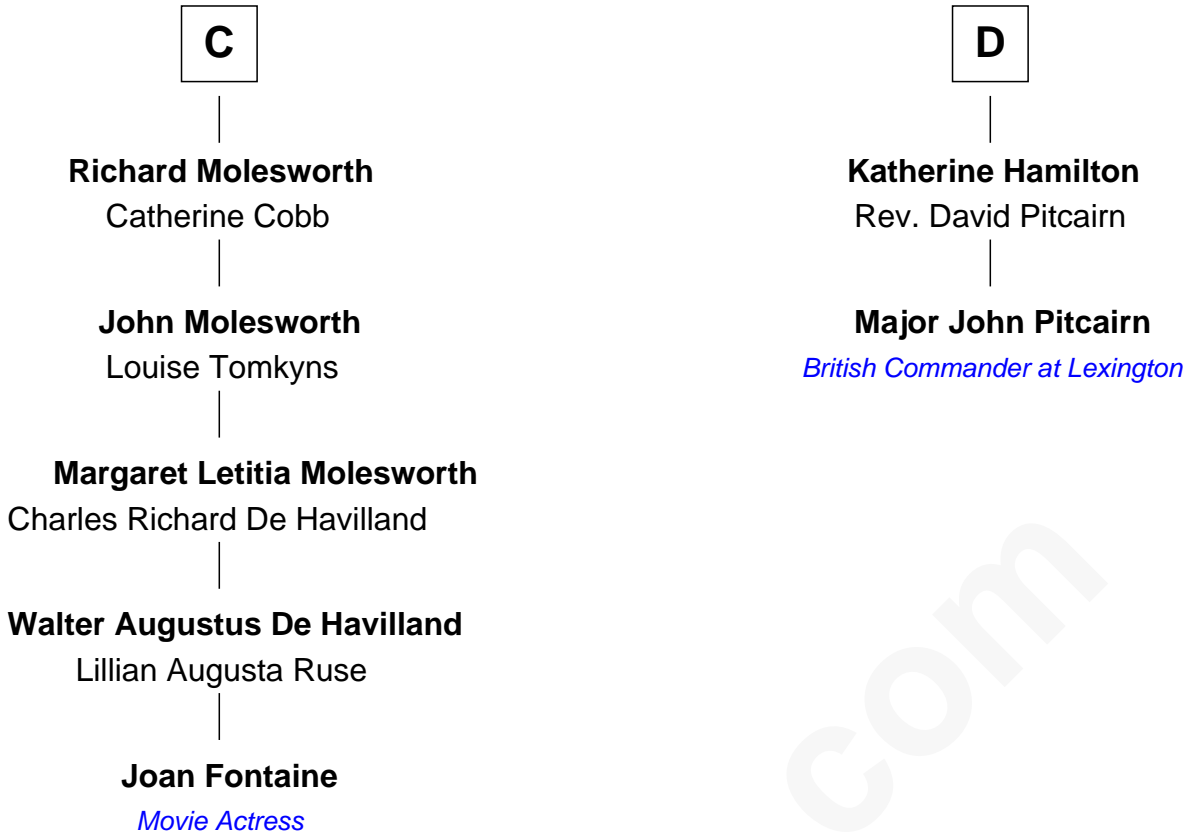 C
Richard Molesworth
Catherine Cobb
John Molesworth
Louise Tomkyns
Margaret Letitia Molesworth
Charles Richard De Havilland
Walter Augustus De Havilland
Lillian Augusta Ruse
Joan Fontaine
Movie Actress
D
Katherine Hamilton
Rev. David Pitcairn
Major John Pitcairn
British Commander at Lexington
com